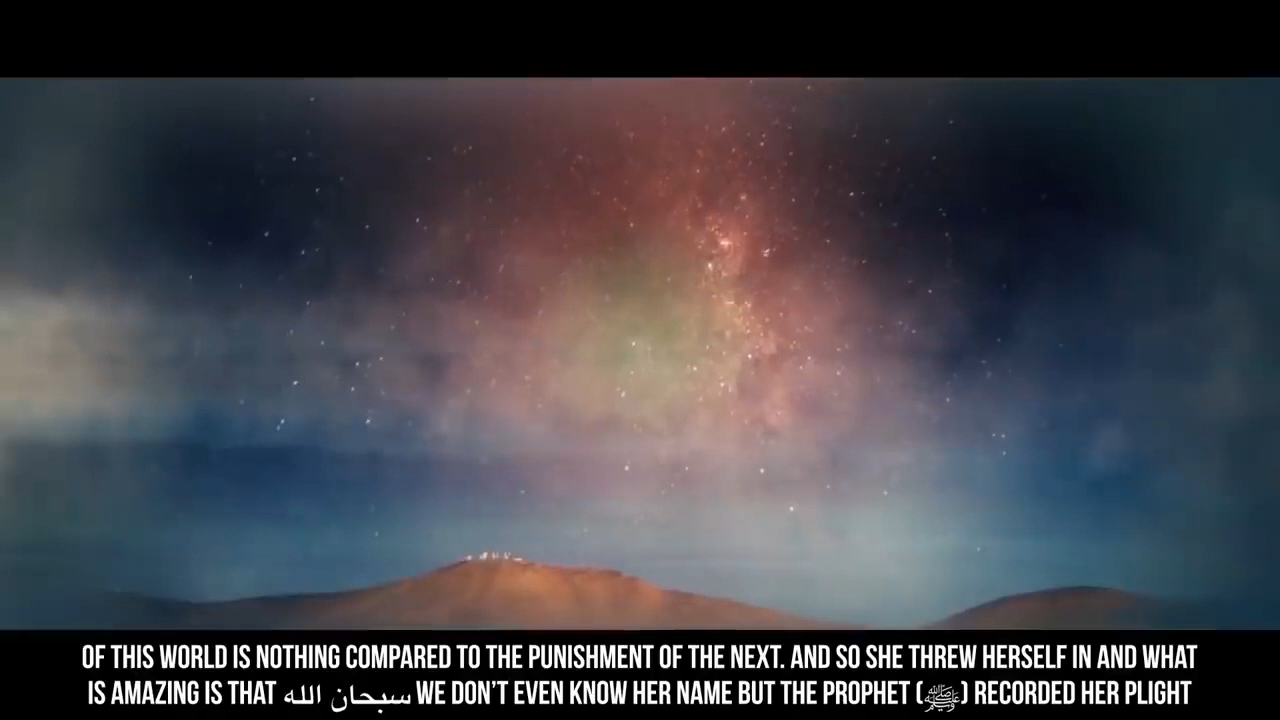 OF THIS WORLD IS NOTHING COMPARED TO THE PUNISHMENT OF THE NEXT. AND SO SHE THREW HERSELF IN AND WHAT
IS AMAZING IS THAT سبحان الله WE DON'T EVEN KNOW HER NAME BUT THE PROPHET (ﷺ) RECORDED HER PLIGHT